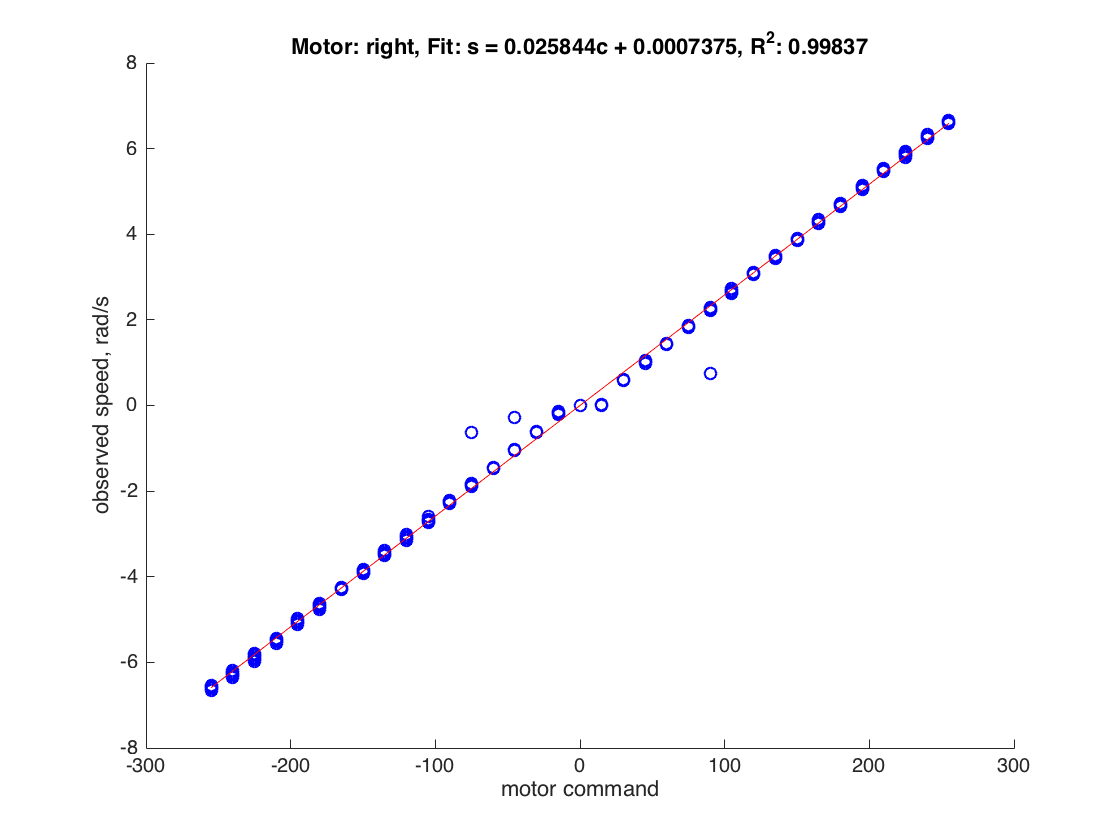 Motor: right, Fit: s = 0.025844c + 0.0007375, R²: 0.99837
8
6
4
2
0
-2
-4
-6
-8
observed speed, rad/s
-300 -200 -100 0 100 200 300
motor command